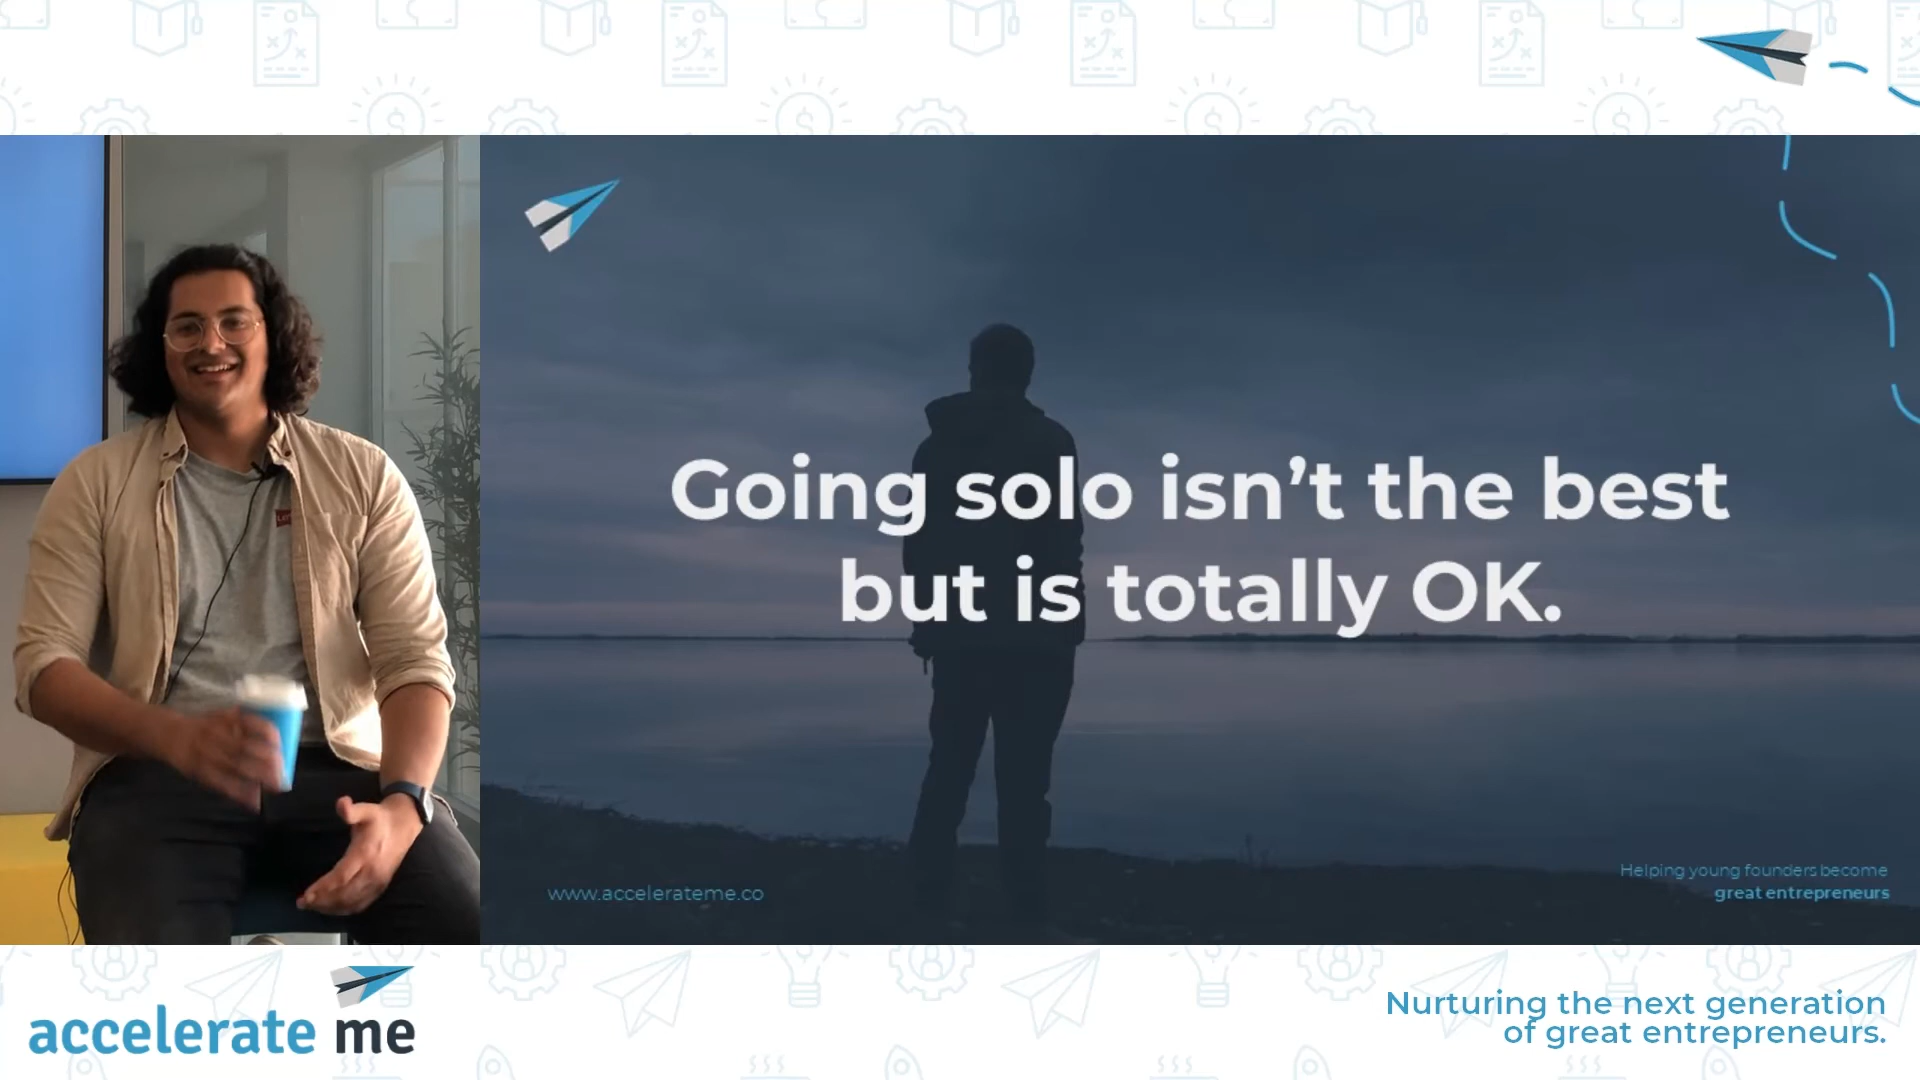 Going solo isn’t the best
but is totally OK.
www.accelerateme.co
Helping young founders become
great entrepreneurs
accelerate me
Nurturing the next generation
of great entrepreneurs.